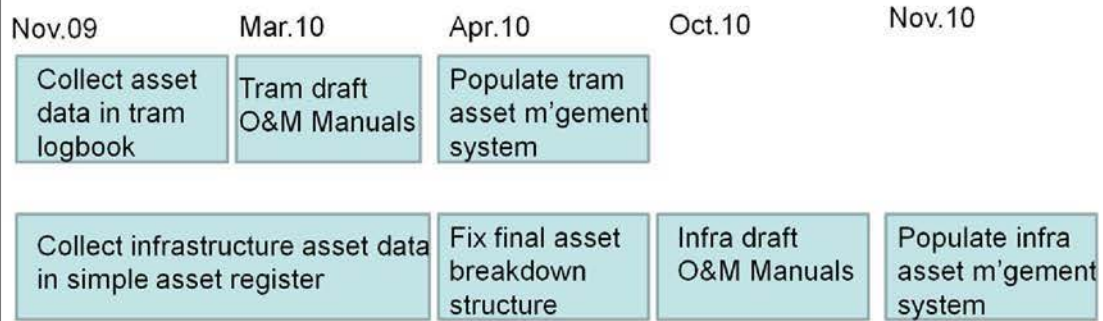 Nov.09 Mar.10 Apr.10 Oct.10 Nov.10
Collect asset
data in tram
logbook
Tram draft
O&M Manuals
Populate tram
asset m'gement
system
Collect infrastructure asset data
in simple asset register
Fix final asset
breakdown
structure
Infra draft
O&M Manuals
Populate infra
asset m'gement
system